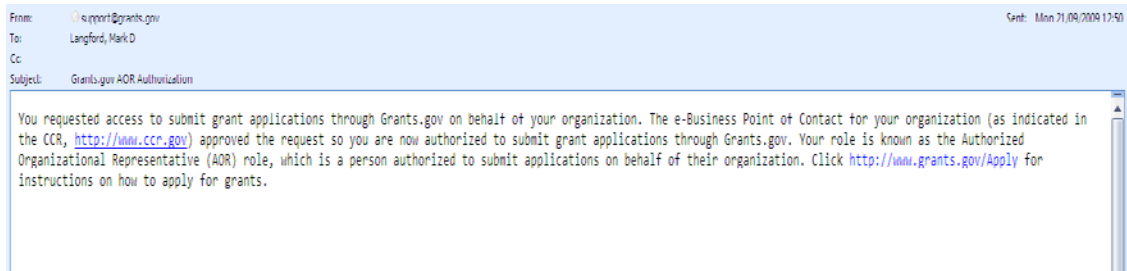 From: support@grants.gov Sent: Mon 21/09/2009 12:50
To: Langford, Mark D
Cc:
Subject: Grants.gov AOR Authorization
You requested access to submit grant applications through Grants.gov on behalf of your organization. The e-Business Point of Contact for your organization (as indicated in
the CCR, http://www.ccr.gov) approved the request so you are now authorized to submit grant applications through Grants.gov. Your role is known as the Authorized
Organizational Representative (AOR) role, which is a person authorized to submit applications on behalf of their organization. Click http://www.grants.gov/Apply for
instructions on how to apply for grants.